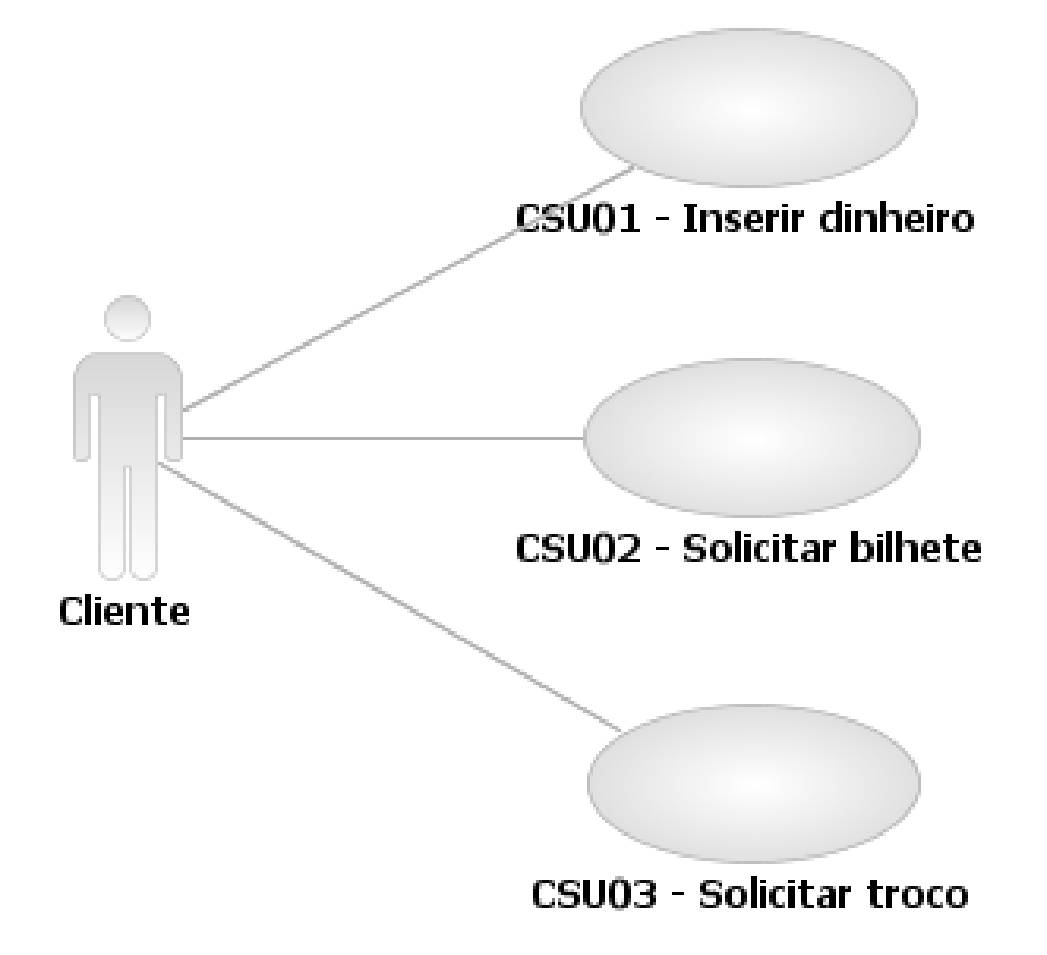 CSU01 - Inserir dinheiro
CSU02 - Solicitar bilhete
Cliente
CSU03 - Solicitar troco